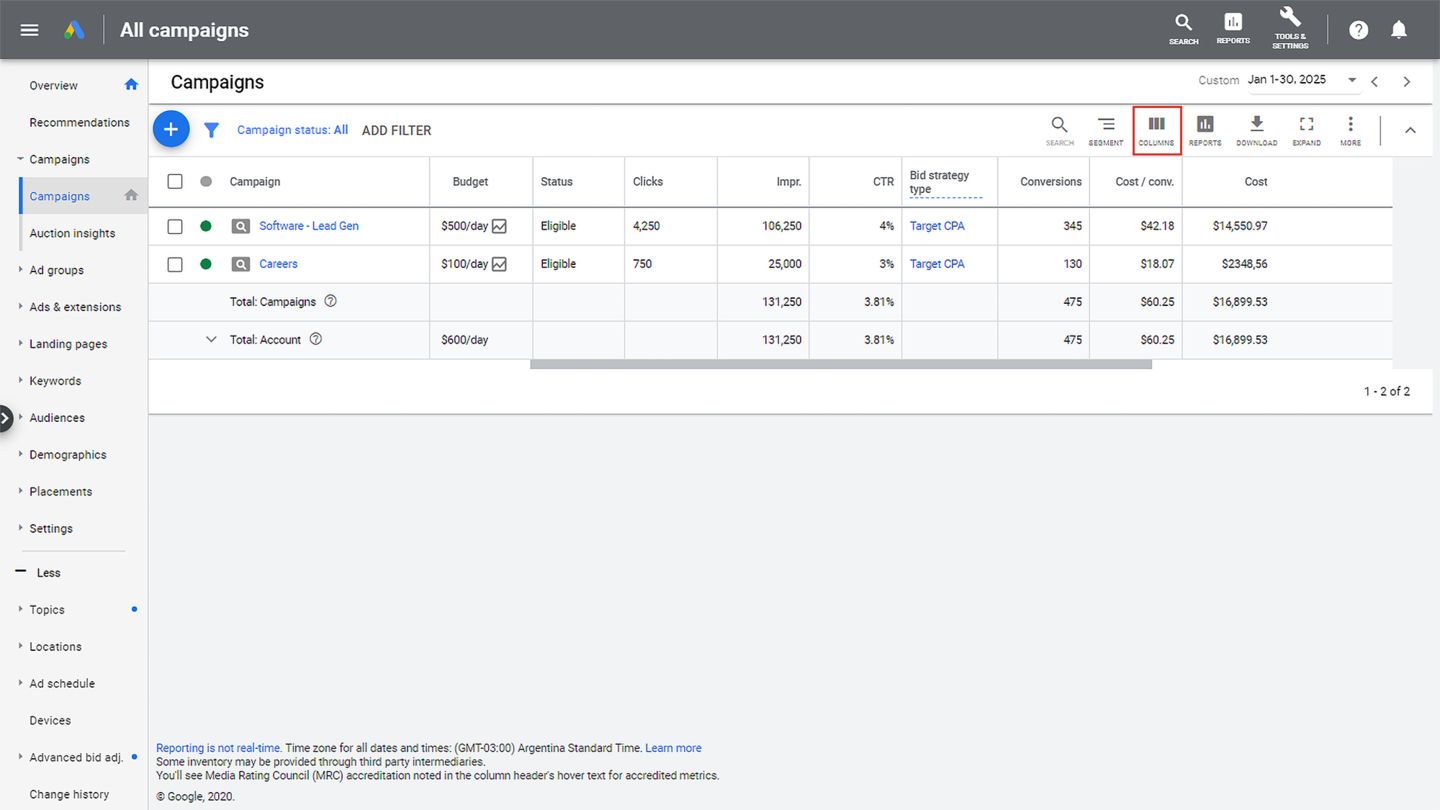 All campaigns
SEARCH
REPORTS
TOOLS &
SETTINGS
Overview
Recommendations
Campaigns
Campaigns
Auction insights
Ad groups
Ads & extensions
Landing pages
Keywords
Audiences
Demographics
Placements
Settings
Less
Topics
Locations
Ad schedule
Devices
Advanced bid adj.
Change history
Campaigns
Custom Jan 1-30, 2025
Campaign status: All ADD FILTER
SEARCH SEGMENT COLUMNS REPORTS DOWNLOAD EXPAND MORE
Campaign Budget Status Clicks Impr. CTR Bid strategy type Conversions Cost / conv. Cost
Software - Lead Gen $500/day Eligible 4,250 106,250 4% Target CPA 345 $42.18 $14,550.97
Careers $100/day Eligible 750 25,000 3% Target CPA 130 $18.07 $2348,56
Total: Campaigns 131,250 3.81% 475 $60.25 $16,899.53
Total: Account $600/day 131,250 3.81% 475 $60.25 $16,899.53
1 - 2 of 2
Reporting is not real-time. Time zone for all dates and times: (GMT-03:00) Argentina Standard Time. Learn more
Some inventory may be provided through third party intermediaries.
You'll see Media Rating Council (MRC) accreditation noted in the column header's hover text for accredited metrics.
© Google, 2020.